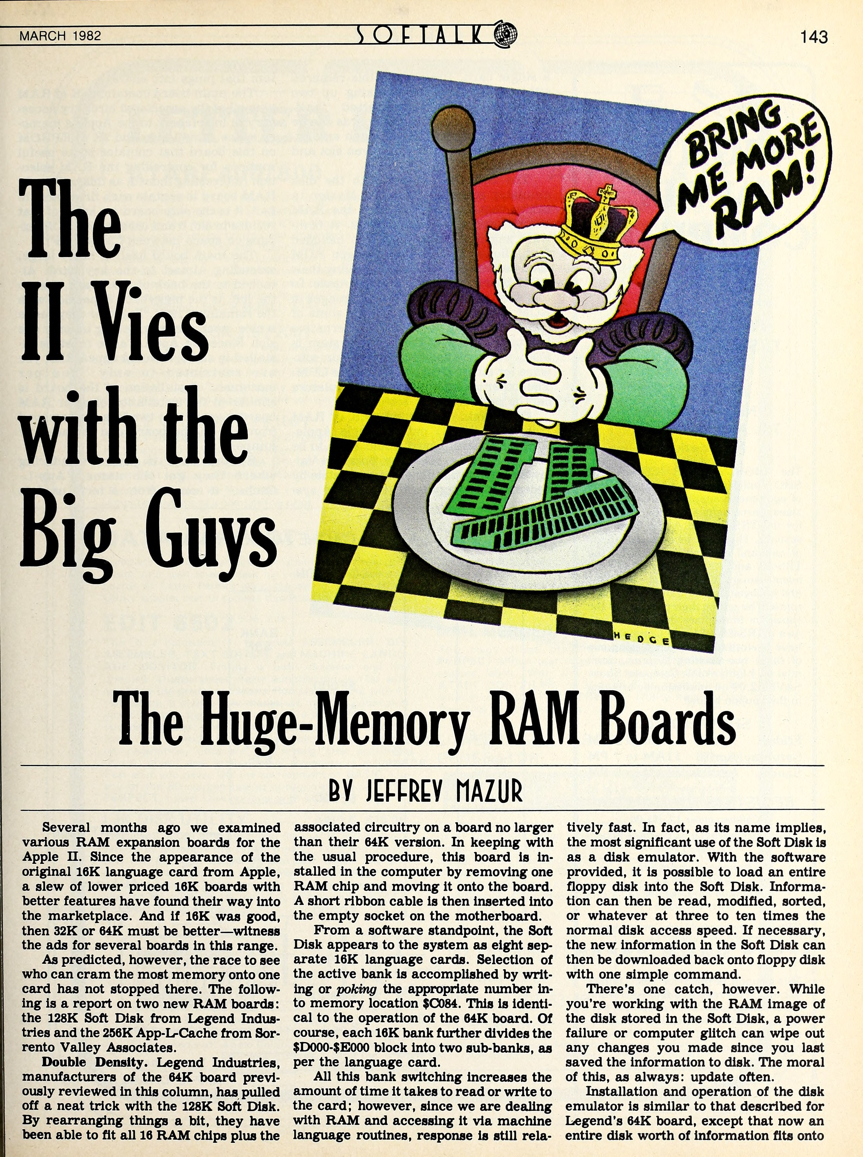 MARCH 1982
SOFTALK
143
BRING
ME MORE
RAM!
The
II Vies
with the
Big Guys
HEDGE
The Huge-Memory RAM Boards
BY JEFFREY MAZUR
Several months ago we examined
various RAM expansion boards for the
Apple II. Since the appearance of the
original 16K language card from Apple,
a slew of lower priced 16K boards with
better features have found their way into
the marketplace. And if 16K was good,
then 32K or 64K must be better—witness
the ads for several boards in this range.
As predicted, however, the race to see
who can cram the most memory onto one
card has not stopped there. The follow-
ing is a report on two new RAM boards:
the 128K Soft Disk from Legend Indus-
tries and the 256K App-L-Cache from Sor-
rento Valley Associates.
Double Density. Legend Industries,
manufacturers of the 64K board previ-
ously reviewed in this column, has pulled
off a neat trick with the 128K Soft Disk.
By rearranging things a bit, they have
been able to fit all 16 RAM chips plus the
associated circuitry on a board no larger
than their 64K version. In keeping with
the usual procedure, this board is in-
stalled in the computer by removing one
RAM chip and moving it onto the board.
A short ribbon cable is then inserted into
the empty socket on the motherboard.
From a software standpoint, the Soft
Disk appears to the system as eight sep-
arate 16K language cards. Selection of
the active bank is accomplished by writ-
ing or poking the appropriate number in-
to memory location $C084. This is identi-
cal to the operation of the 64K board. Of
course, each 16K bank further divides the
$D000-$E000 block into two sub-banks, as
per the language card.
All this bank switching increases the
amount of time it takes to read or write to
the card; however, since we are dealing
with RAM and accessing it via machine
language routines, response is still rela-
tively fast. In fact, as its name implies,
the most significant use of the Soft Disk is
as a disk emulator. With the software
provided, it is possible to load an entire
floppy disk into the Soft Disk. Informa-
tion can then be read, modified, sorted,
or whatever at three to ten times the
normal disk access speed. If necessary,
the new information in the Soft Disk can
then be downloaded back onto floppy disk
with one simple command.
There's one catch, however. While
you're working with the RAM image of
the disk stored in the Soft Disk, a power
failure or computer glitch can wipe out
any changes you made since you last
saved the information to disk. The moral
of this, as always: update often.
Installation and operation of the disk
emulator is similar to that described for
Legend's 64K board, except that now an
entire disk worth of information fits onto